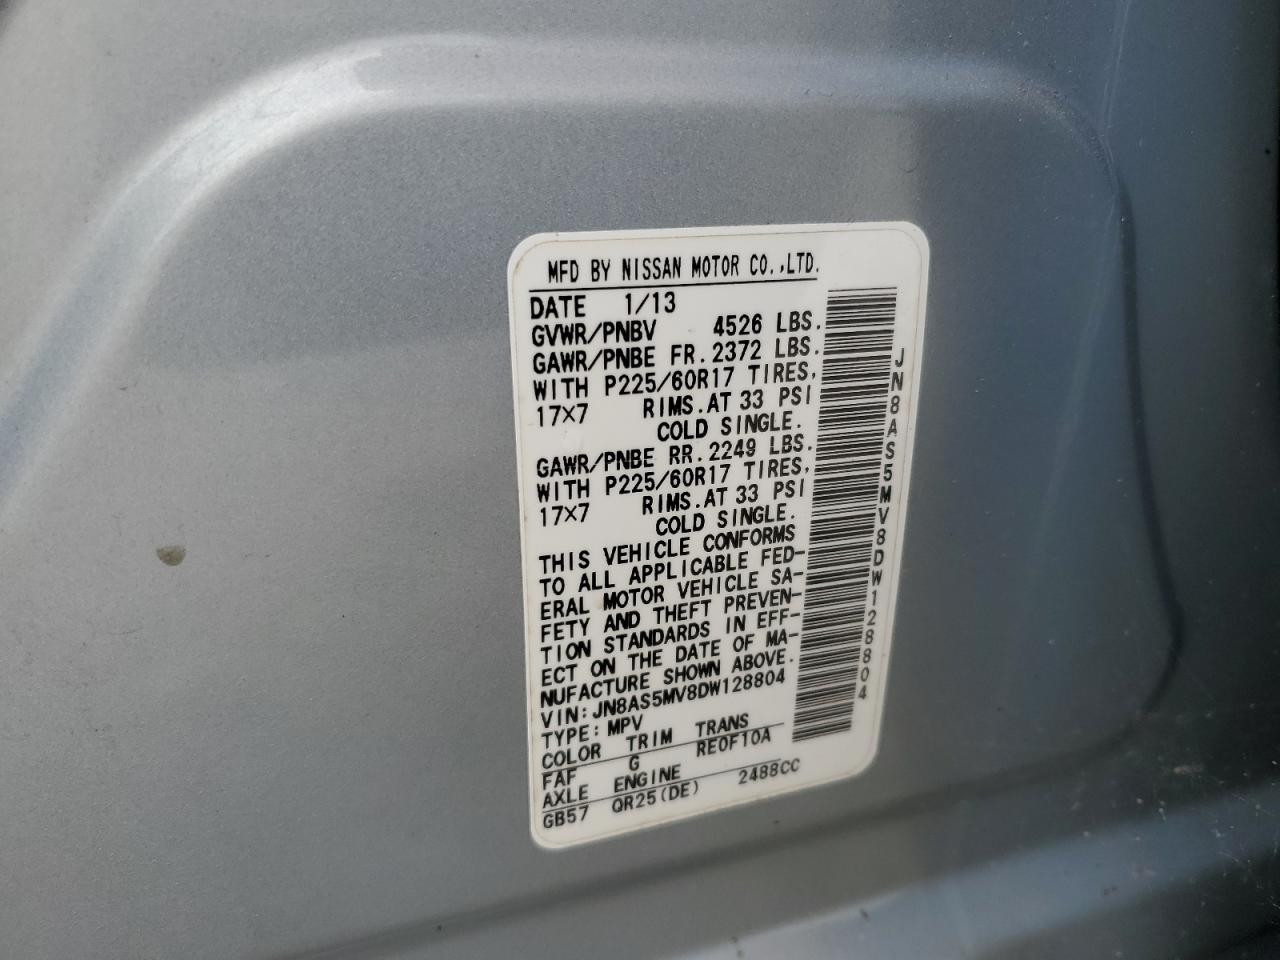 MFD BY NISSAN MOTOR CO.,LTD.
DATE 1/13
GVWR/PNBV 4526 LBS.
GAWR/PNBE FR. 2372 LBS.
WITH P225/60R17 TIRES,
17×7 RIMS.AT 33 PSI
COLD SINGLE.
GAWR/PNBE RR. 2249 LBS.
WITH P225/60R17 TIRES,
17×7 RIMS.AT 33 PSI
COLD SINGLE.
THIS VEHICLE CONFORMS
TO ALL APPLICABLE FED-
ERAL MOTOR VEHICLE SA-
FETY AND THEFT PREVEN-
TION STANDARDS IN EFF-
ECT ON THE DATE OF MA-
NUFACTURE SHOWN ABOVE.
VIN:JN8AS5MV8DW128804
TYPE:MPV
COLOR TRIM TRANS
FAF G RE0F10A
AXLE ENGINE
GB57 QR25(DE) 2488CC
JN8AS5MV8DW128804